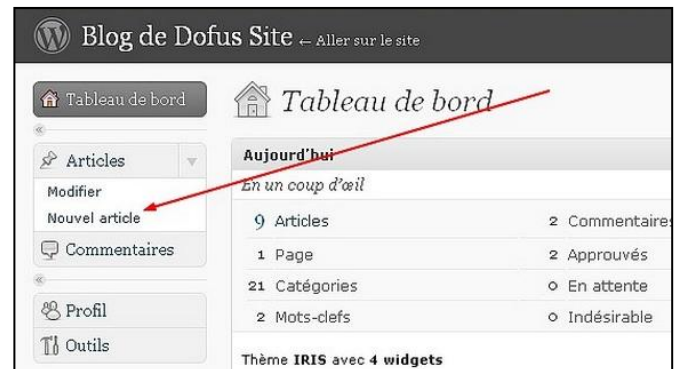 Blog de Dofus Site ← Aller sur le site
Tableau de bord
Articles
Modifier
Nouvel article
Commentaires
Profil
Outils
Tableau de bord
Aujourd'hui
En un coup d'œil
9 Articles 2 Commentaires
1 Page 2 Approuvés
21 Catégories 0 En attente
2 Mots-clefs 0 Indésirable
Thème IRIS avec 4 widgets